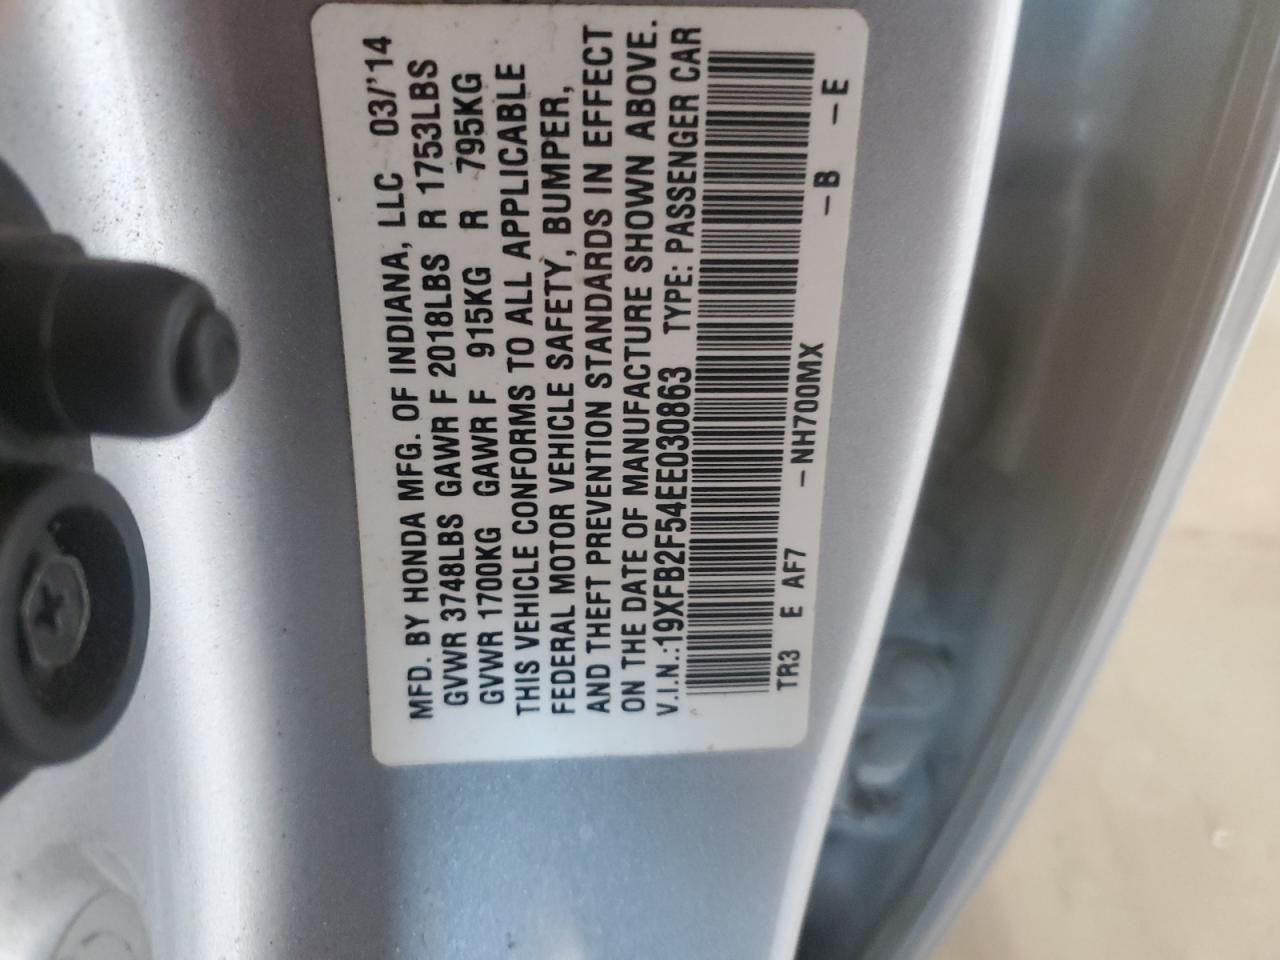 MFD. BY HONDA MFG. OF INDIANA, LLC 03/'14
GVWR 3748LBS GAWR F 2018LBS R 1753LBS
GVWR 1700KG GAWR F 915KG R 795KG
THIS VEHICLE CONFORMS TO ALL APPLICABLE
FEDERAL MOTOR VEHICLE SAFETY, BUMPER,
AND THEFT PREVENTION STANDARDS IN EFFECT
ON THE DATE OF MANUFACTURE SHOWN ABOVE.
V.I.N.:19XFB2F54EE030863 TYPE: PASSENGER CAR
TR3 E AF7 -NH700MX -B -E